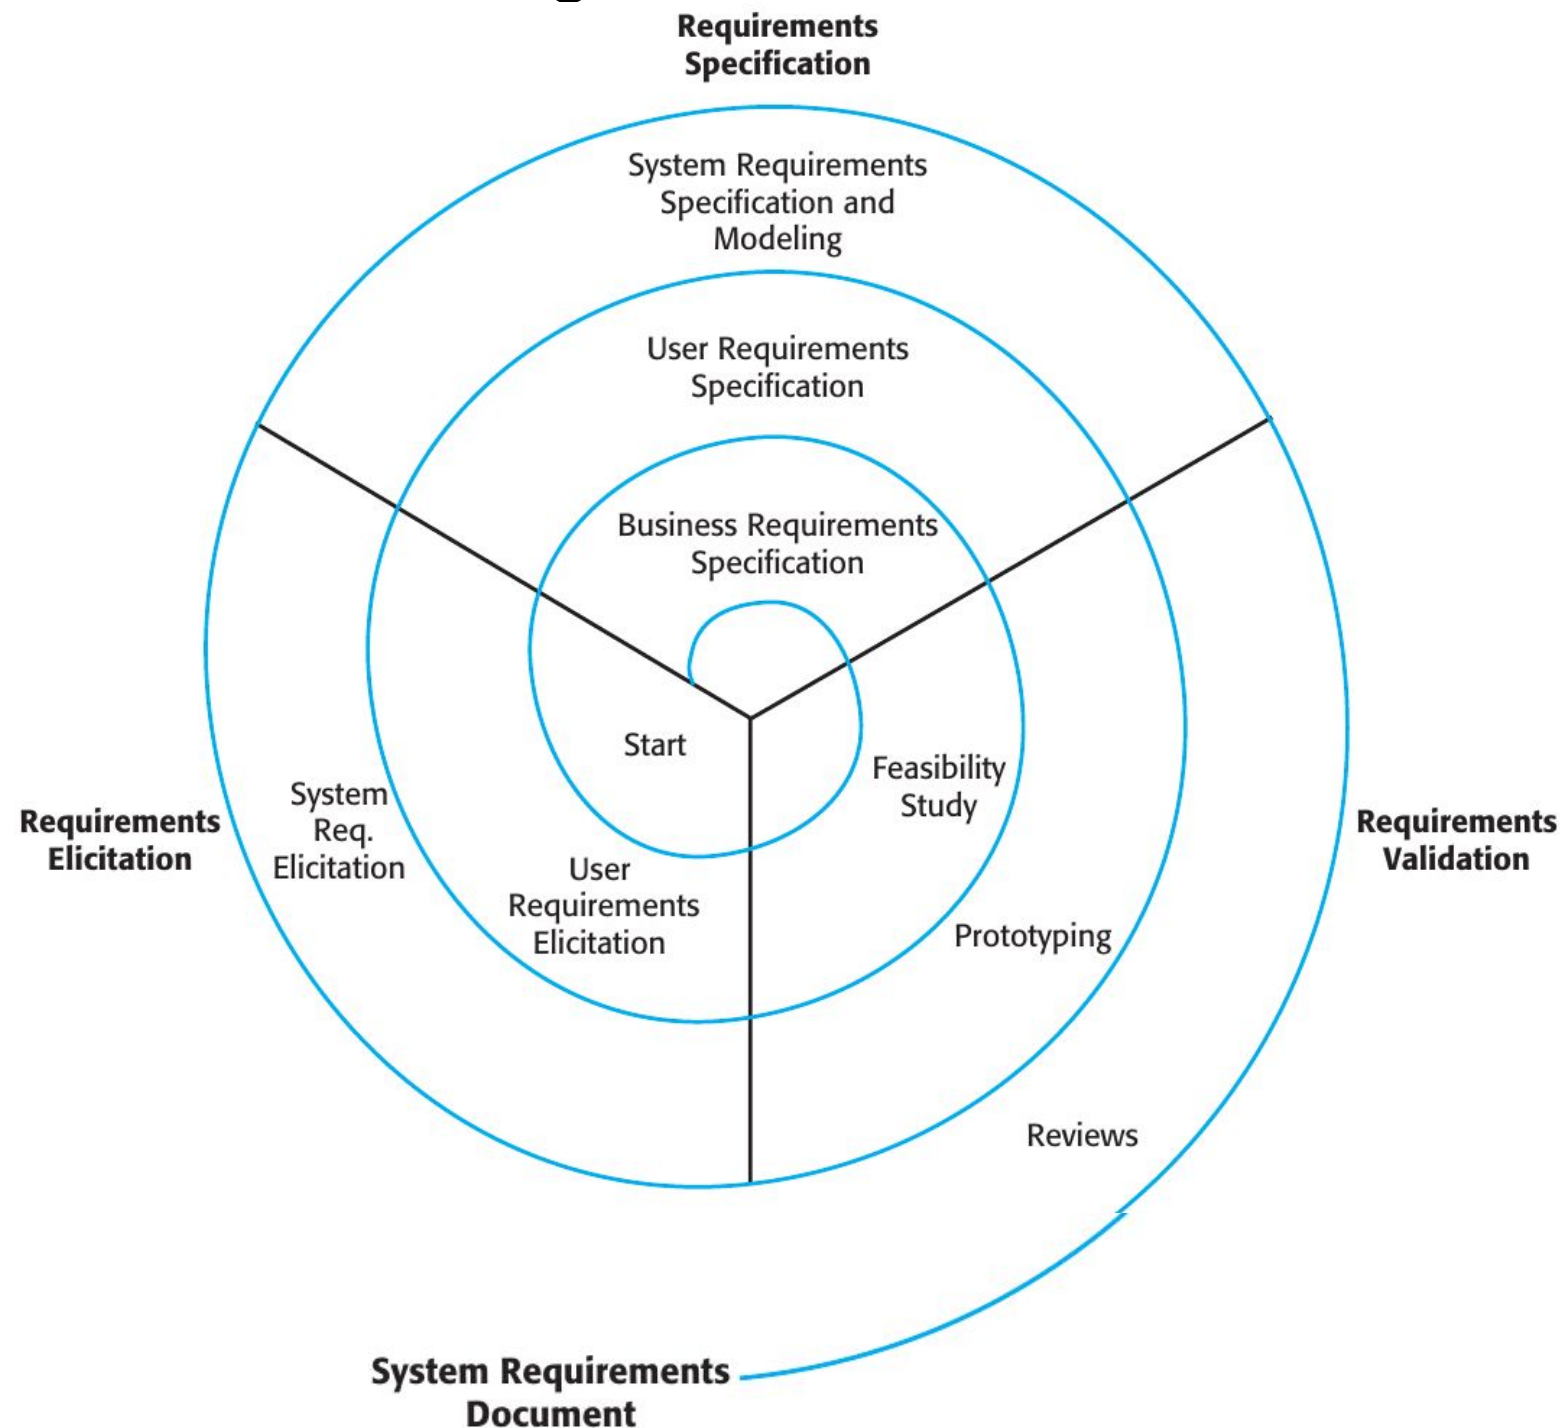 Requirements
Specification
System Requirements
Specification and
Modeling
User Requirements
Specification
Business Requirements
Specification
Start
Feasibility
Study
System
Req.
Elicitation
Requirements
Elicitation
Requirements
Validation
User
Requirements
Elicitation
Prototyping
Reviews
System Requirements
Document